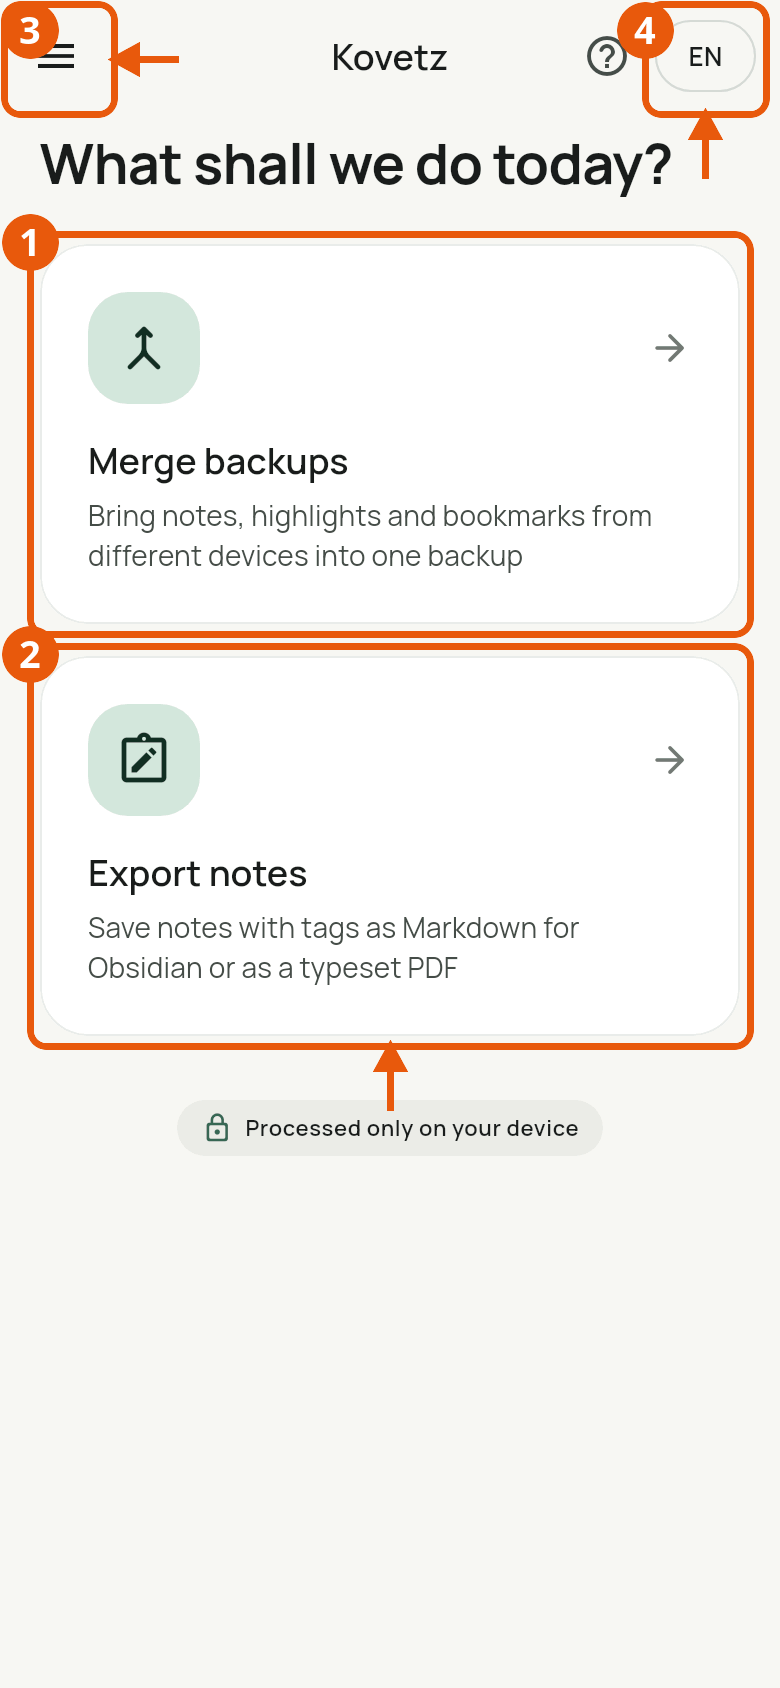 3
Kovetz
4
EN
What shall we do today?
1
Merge backups
Bring notes, highlights and bookmarks from
different devices into one backup
2
Export notes
Save notes with tags as Markdown for
Obsidian or as a typeset PDF
Processed only on your device